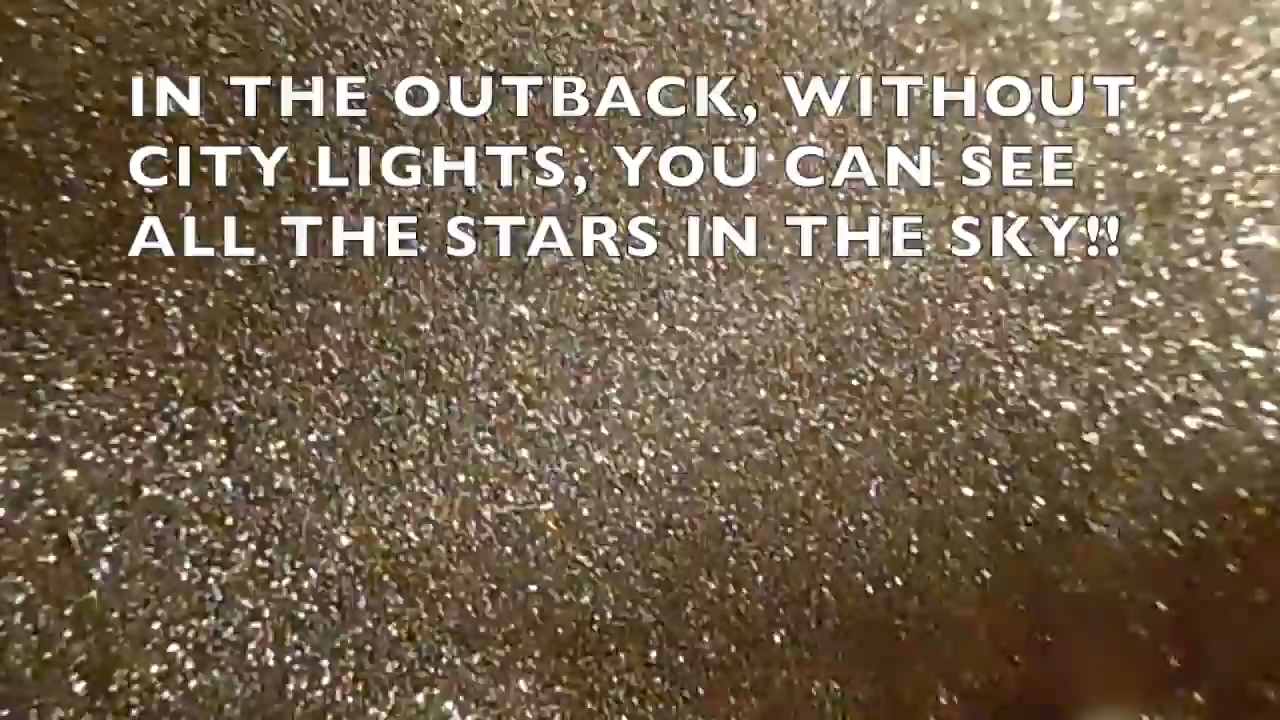 IN THE OUTBACK, WITHOUT
CITY LIGHTS, YOU CAN SEE
ALL THE STARS IN THE SKY!!